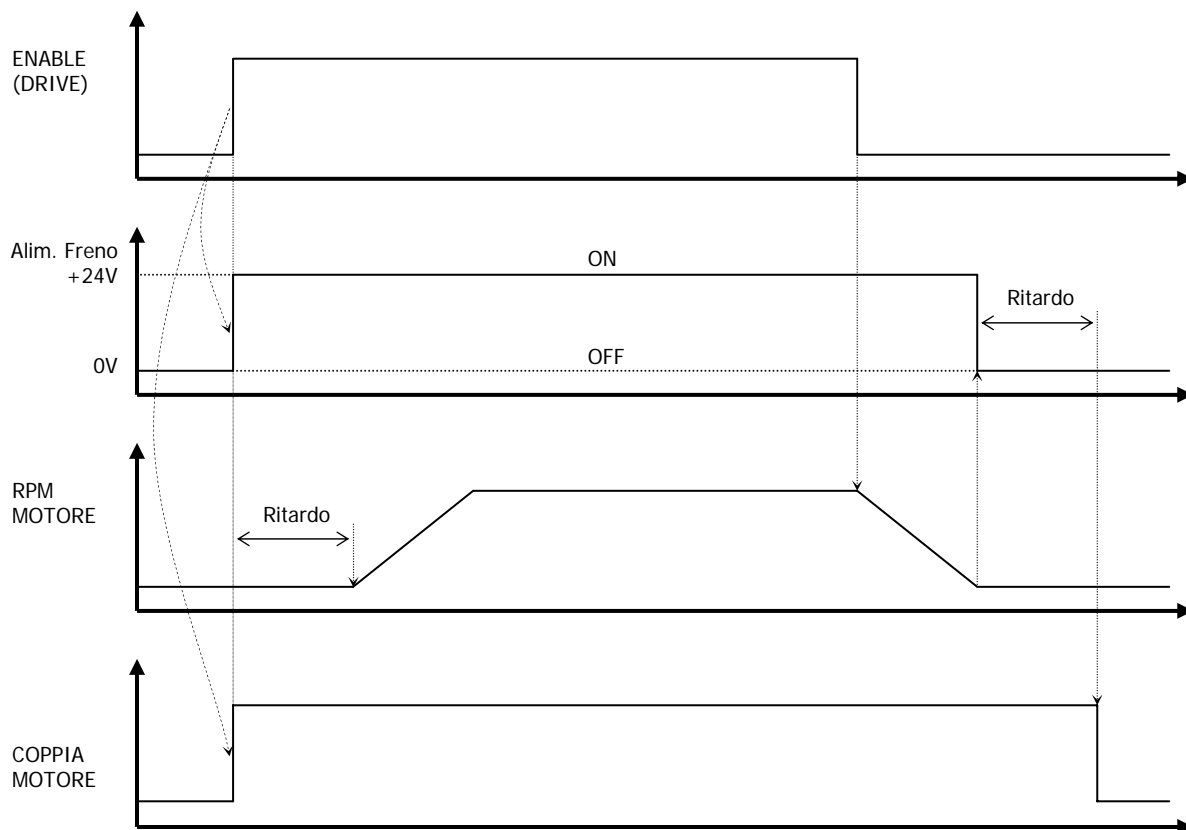 ENABLE
(DRIVE)
Alim. Freno
+24V
ON
Ritardo
0V
OFF
RPM
MOTORE
Ritardo
COPPIA
MOTORE